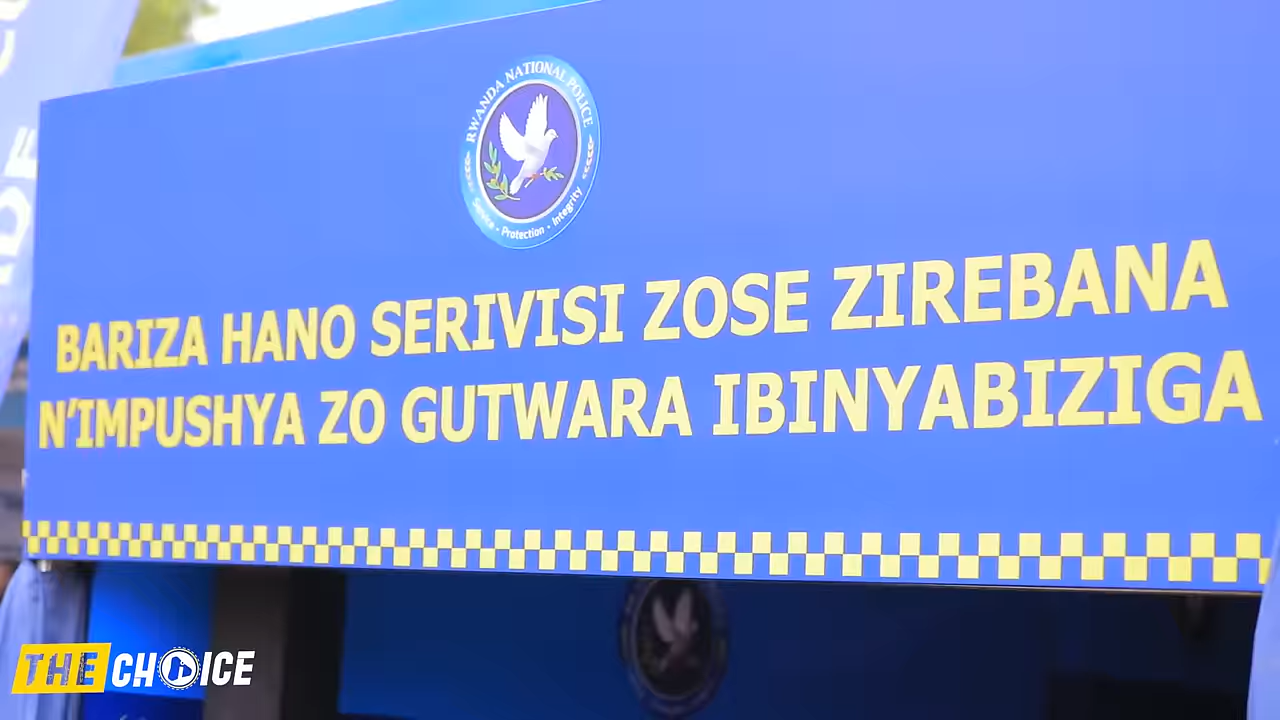 RWANDA NATIONAL POLICE
Service • Protection • Integrity
BARIZA HANO SERIVISI ZOSE ZIREBANA
N'IMPUSHYA ZO GUTWARA IBINYABIZIGA
THE CHOICE